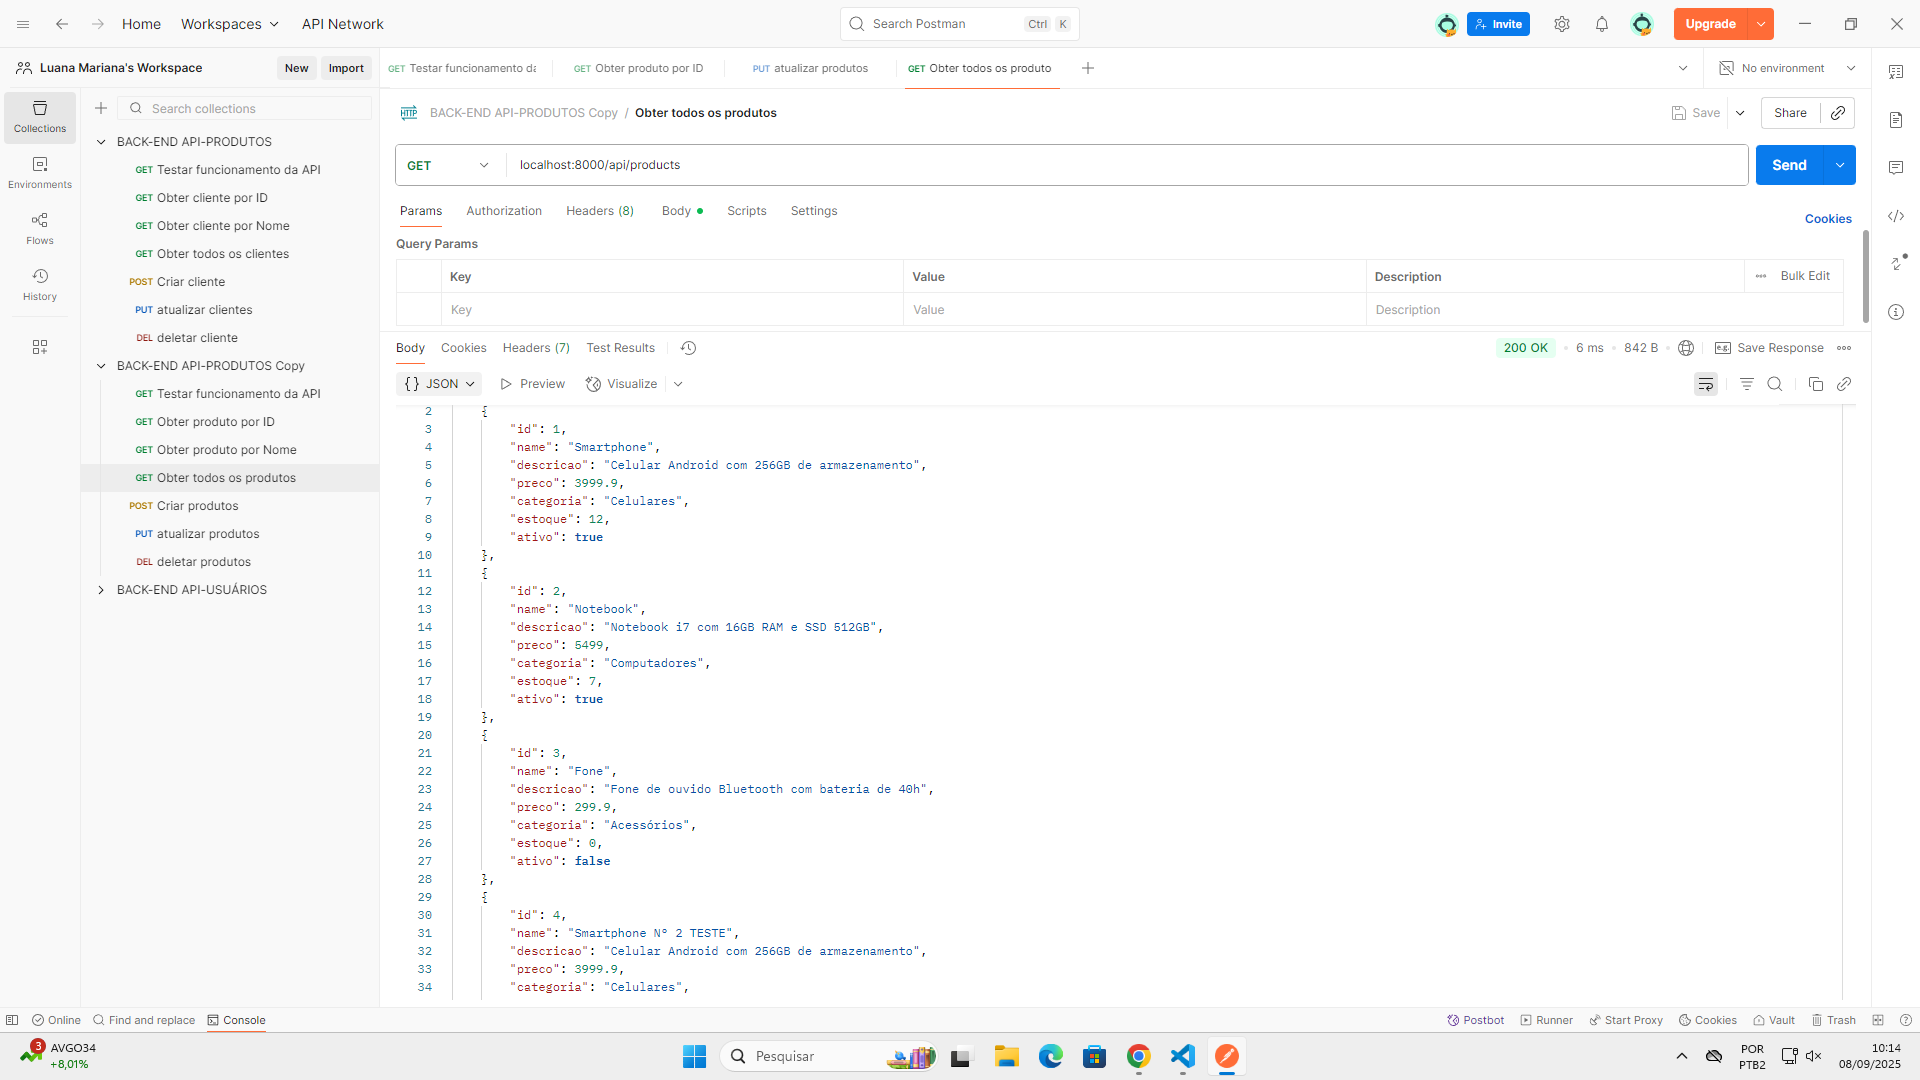 Home
Workspaces
API Network
Search Postman
Ctrl
K
Invite
Upgrade
Luana Mariana's Workspace
New
Import
GET Testar funcionamento da
GET Obter produto por ID
PUT atualizar produtos
GET Obter todos os produto
No environment
Collections
Environments
Flows
History
Search collections
BACK-END API-PRODUTOS
GET Testar funcionamento da API
GET Obter cliente por ID
GET Obter cliente por Nome
GET Obter todos os clientes
POST Criar cliente
PUT atualizar clientes
DEL deletar cliente
BACK-END API-PRODUTOS Copy
GET Testar funcionamento da API
GET Obter produto por ID
GET Obter produto por Nome
GET Obter todos os produtos
POST Criar produtos
PUT atualizar produtos
DEL deletar produtos
BACK-END API-USUÁRIOS
HTTP
BACK-END API-PRODUTOS Copy / Obter todos os produtos
Save
Share
GET
localhost:8000/api/products
Send
Params
Authorization
Headers (8)
Body
Scripts
Settings
Cookies
Query Params
Key
Value
Description
Bulk Edit
Key
Value
Description
Body
Cookies
Headers (7)
Test Results
200 OK
6 ms
842 B
e.g.
Save Response
{} JSON
Preview
Visualize
2 {
3 "id": 1,
4 "name": "Smartphone",
5 "descricao": "Celular Android com 256GB de armazenamento",
6 "preco": 3999.9,
7 "categoria": "Celulares",
8 "estoque": 12,
9 "ativo": true
10 },
11 {
12 "id": 2,
13 "name": "Notebook",
14 "descricao": "Notebook i7 com 16GB RAM e SSD 512GB",
15 "preco": 5499,
16 "categoria": "Computadores",
17 "estoque": 7,
18 "ativo": true
19 },
20 {
21 "id": 3,
22 "name": "Fone",
23 "descricao": "Fone de ouvido Bluetooth com bateria de 40h",
24 "preco": 299.9,
25 "categoria": "Acessórios",
26 "estoque": 0,
27 "ativo": false
28 },
29 {
30 "id": 4,
31 "name": "Smartphone Nº 2 TESTE",
32 "descricao": "Celular Android com 256GB de armazenamento",
33 "preco": 3999.9,
34 "categoria": "Celulares",
Online
Find and replace
Console
Postbot
Runner
Start Proxy
Cookies
Vault
Trash
3
AVGO34
+8,01%
Pesquisar
POR
PTB2
10:14
08/09/2025